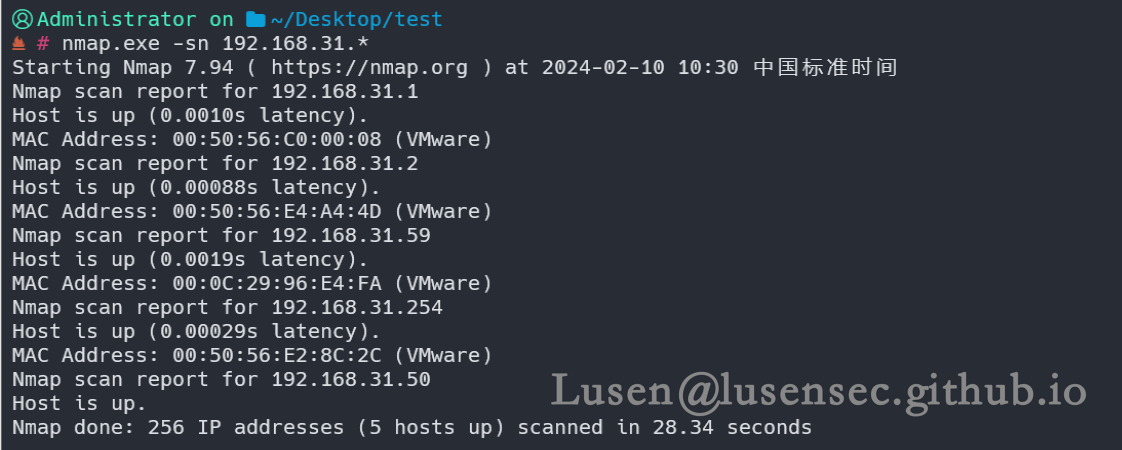 Administrator on ~/Desktop/test
# nmap.exe -sn 192.168.31.*
Starting Nmap 7.94 ( https://nmap.org ) at 2024-02-10 10:30 中国标准时间
Nmap scan report for 192.168.31.1
Host is up (0.0010s latency).
MAC Address: 00:50:56:C0:00:08 (VMware)
Nmap scan report for 192.168.31.2
Host is up (0.00088s latency).
MAC Address: 00:50:56:E4:A4:4D (VMware)
Nmap scan report for 192.168.31.59
Host is up (0.0019s latency).
MAC Address: 00:0C:29:96:E4:FA (VMware)
Nmap scan report for 192.168.31.254
Host is up (0.00029s latency).
MAC Address: 00:50:56:E2:8C:2C (VMware)
Nmap scan report for 192.168.31.50
Host is up.
Nmap done: 256 IP addresses (5 hosts up) scanned in 28.34 seconds
Lusen@lusensec.github.io